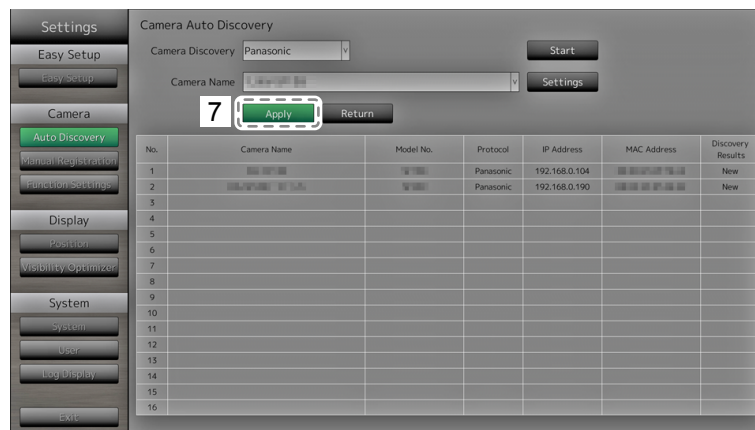 Settings
Easy Setup
Easy Setup
Camera
Auto Discovery
Manual Registration
Function Settings
Display
Position
Visibility Optimizer
System
System
User
Log Display
Exit
Camera Auto Discovery
Camera Discovery Panasonic v Start
Camera Name v Settings
7 Apply Return
No. Camera Name Model No. Protocol IP Address MAC Address Discovery Results
1 Panasonic 192.168.0.104 New
2 Panasonic 192.168.0.190 New
3
4
5
6
7
8
9
10
11
12
13
14
15
16